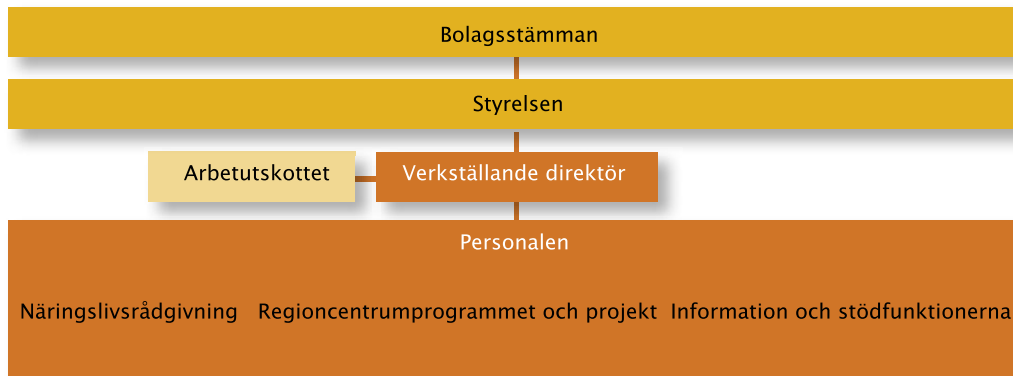 Bolagsstämman
Styrelsen
Arbetutskottet
Verkställande direktör
Personalen
Näringslivsrådgivning
Regioncentrumprogrammet och projekt
Information och stödfunktionerna